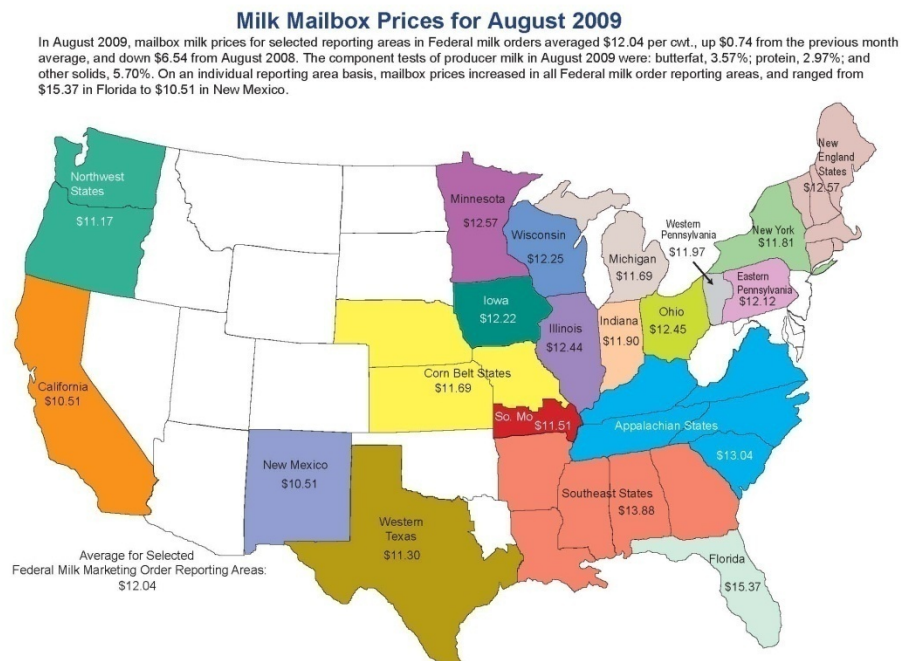 Milk Mailbox Prices for August 2009
In August 2009, mailbox milk prices for selected reporting areas in Federal milk orders averaged $12.04 per cwt., up $0.74 from the previous month
average, and down $6.54 from August 2008. The component tests of producer milk in August 2009 were: butterfat, 3.57%; protein, 2.97%; and
other solids, 5.70%. On an individual reporting area basis, mailbox prices increased in all Federal milk order reporting areas, and ranged from
$15.37 in Florida to $10.51 in New Mexico.
New
England
States
$12.57
Northwest
States
$11.17
Minnesota
$12.57
Wisconsin
$12.25
Michigan
$11.69
Western
Pennsylvania
$11.97
New York
$11.81
Eastern
Pennsylvania
$12.12
Iowa
$12.22
Illinois
$12.44
Indiana
$11.90
Ohio
$12.45
California
$10.51
Corn Belt States
$11.69
So. Mo $11.51
Appalachian States
$13.04
New Mexico
$10.51
Western
Texas
$11.30
Southeast States
$13.88
Florida
$15.37
Average for Selected
Federal Milk Marketing Order Reporting Areas:
$12.04